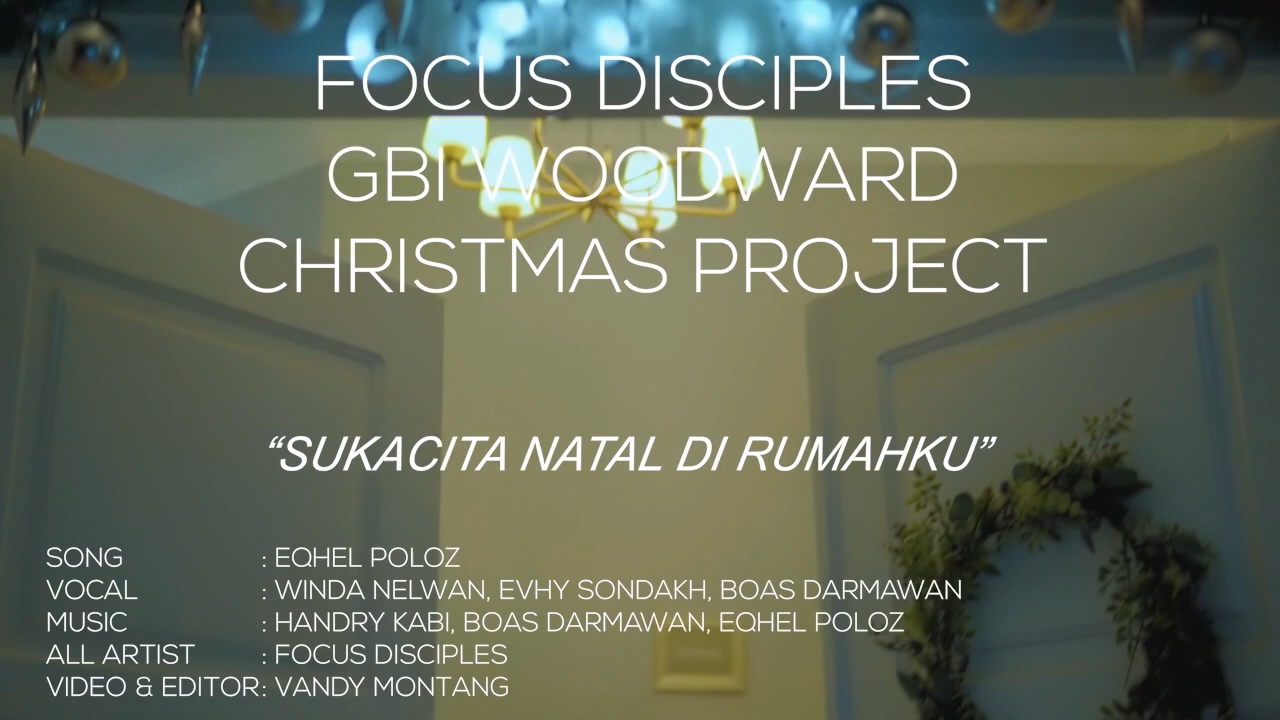 FOCUS DISCIPLES
GBI WOODWARD
CHRISTMAS PROJECT
“SUKACITA NATAL DI RUMAHKU”
SONG : EQHEL POLOZ
VOCAL : WINDA NELWAN, EVHY SONDAKH, BOAS DARMAWAN
MUSIC : HANDRY KABI, BOAS DARMAWAN, EQHEL POLOZ
ALL ARTIST : FOCUS DISCIPLES
VIDEO & EDITOR: VANDY MONTANG